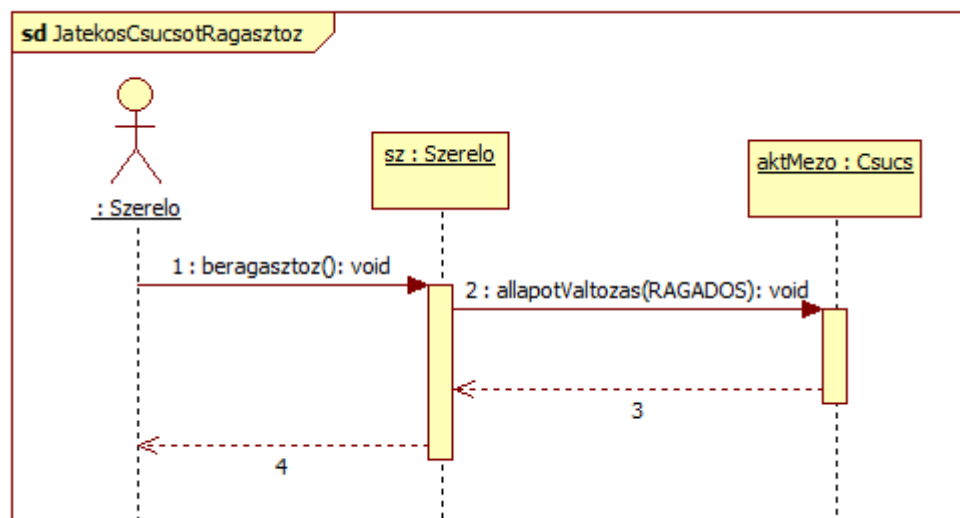 sd JatekosCsucsotRagasztoz
sz : Szerelo
aktMezo : Csucs
: Szerelo
1 : beragasztoz(): void
2 : allapotValtozas(RAGADOS): void
3
4